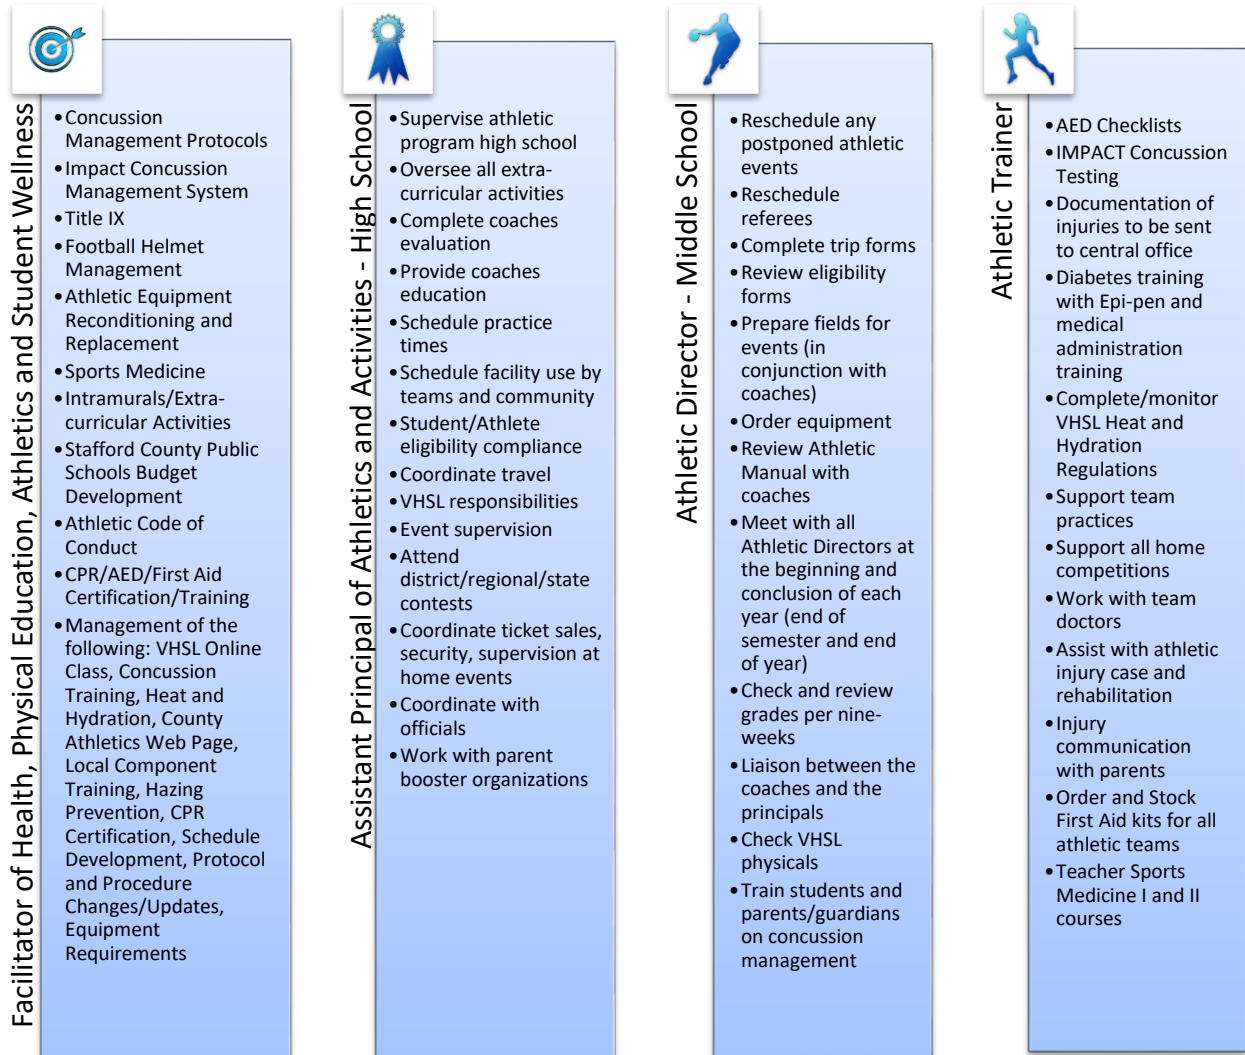 Facilitator of Health, Physical Education, Athletics and Student Wellness
•Concussion
Management Protocols
•Impact Concussion
Management System
•Title IX
•Football Helmet
Management
•Athletic Equipment
Reconditioning and
Replacement
•Sports Medicine
•Intramurals/Extra-
curricular Activities
•Stafford County Public
Schools Budget
Development
•Athletic Code of
Conduct
•CPR/AED/First Aid
Certification/Training
•Management of the
following: VHSL Online
Class, Concussion
Training, Heat and
Hydration, County
Athletics Web Page,
Local Component
Training, Hazing
Prevention, CPR
Certification, Schedule
Development, Protocol
and Procedure
Changes/Updates,
Equipment
Requirements
Assistant Principal of Athletics and Activities - High School
•Supervise athletic
program high school
•Oversee all extra-
curricular activities
•Complete coaches
evaluation
•Provide coaches
education
•Schedule practice
times
•Schedule facility use by
teams and community
•Student/Athlete
eligibility compliance
•Coordinate travel
•VHSL responsibilities
•Event supervision
•Attend
district/regional/state
contests
•Coordinate ticket sales,
security, supervision at
home events
•Coordinate with
officials
•Work with parent
booster organizations
Athletic Director - Middle School
•Reschedule any
postponed athletic
events
•Reschedule
referees
•Complete trip forms
•Review eligibility
forms
•Prepare fields for
events (in
conjunction with
coaches)
•Order equipment
•Review Athletic
Manual with
coaches
•Meet with all
Athletic Directors at
the beginning and
conclusion of each
year (end of
semester and end
of year)
•Check and review
grades per nine-
weeks
•Liaison between the
coaches and the
principals
•Check VHSL
physicals
•Train students and
parents/guardians
on concussion
management
Athletic Trainer
•AED Checklists
•IMPACT Concussion
Testing
•Documentation of
injuries to be sent
to central office
•Diabetes training
with Epi-pen and
medical
administration
training
•Complete/monitor
VHSL Heat and
Hydration
Regulations
•Support team
practices
•Support all home
competitions
•Work with team
doctors
•Assist with athletic
injury case and
rehabilitation
•Injury
communication
with parents
•Order and Stock
First Aid kits for all
athletic teams
•Teacher Sports
Medicine I and II
courses